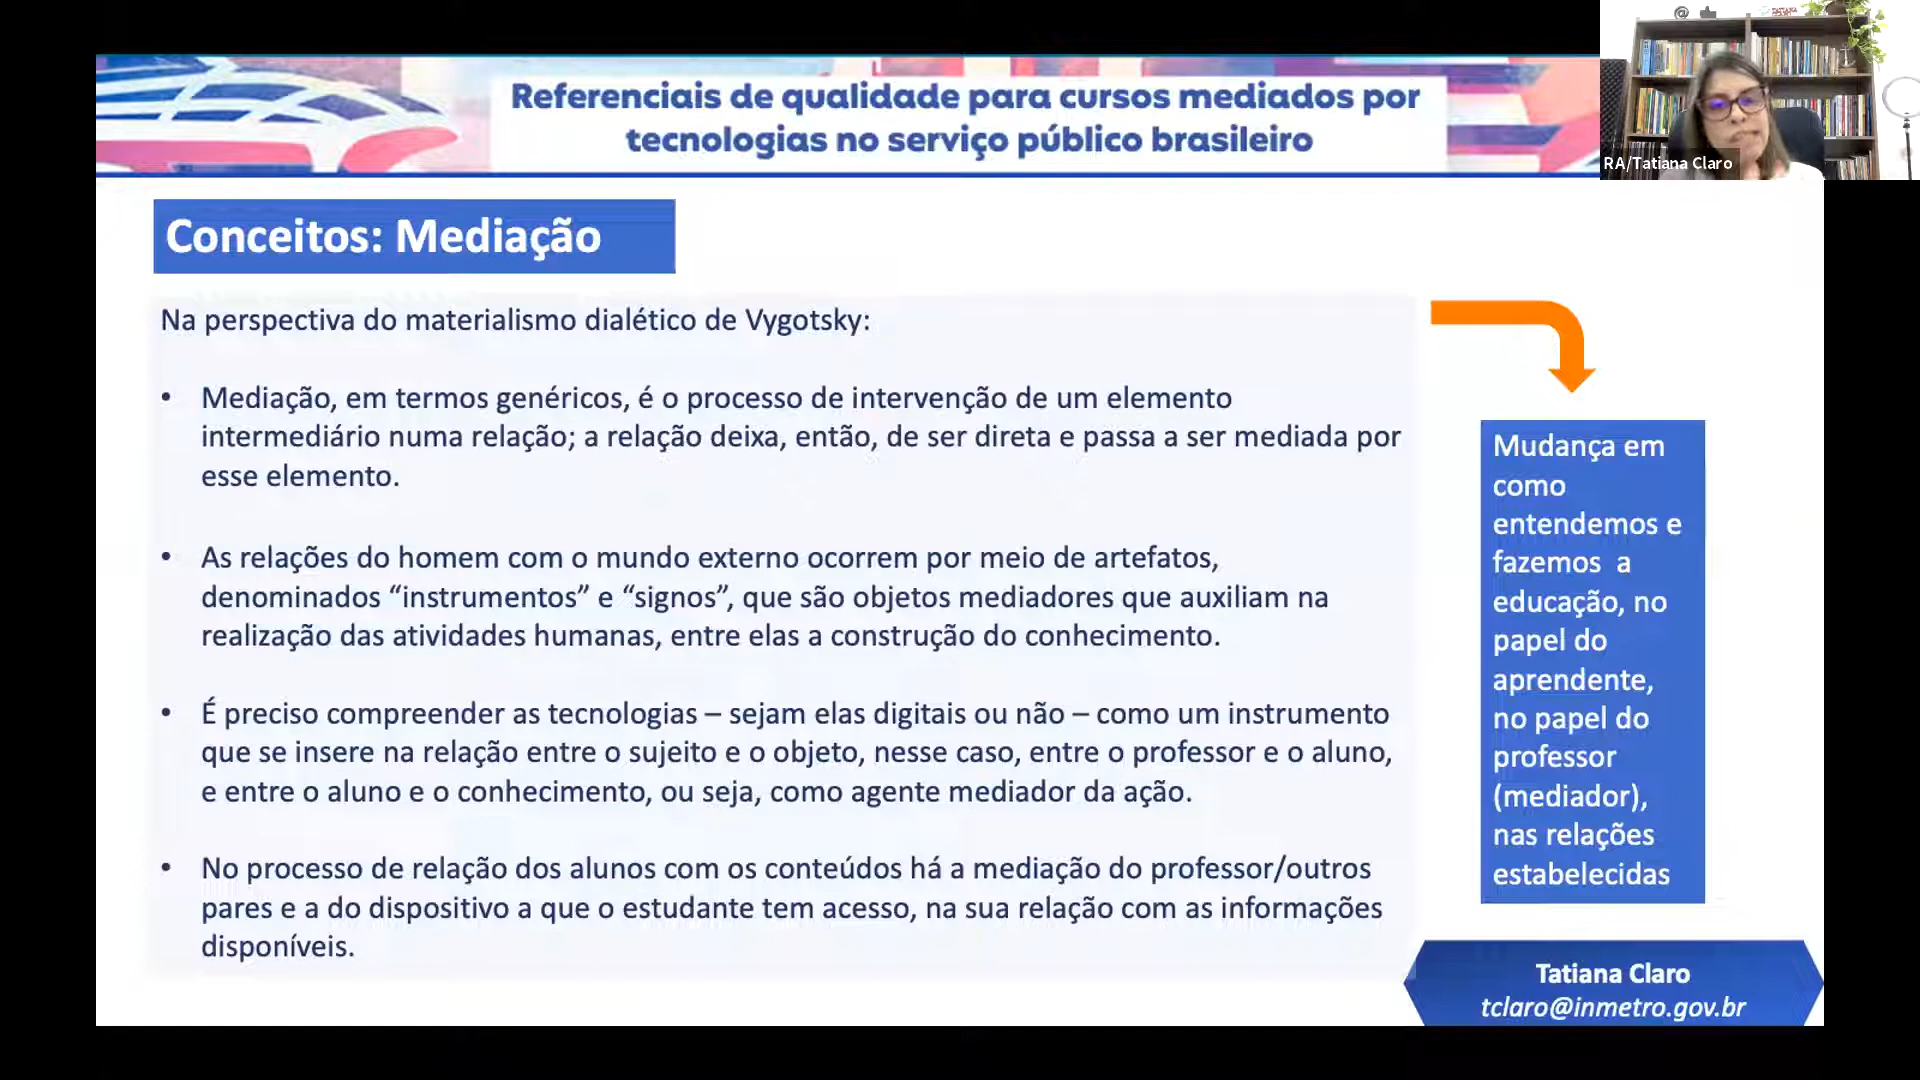 Referenciais de qualidade para cursos mediados por
tecnologias no serviço público brasileiro
RA/Tatiana Claro
Conceitos: Mediação
Na perspectiva do materialismo dialético de Vygotsky:
• Mediação, em termos genéricos, é o processo de intervenção de um elemento
intermediário numa relação; a relação deixa, então, de ser direta e passa a ser mediada por
esse elemento.
• As relações do homem com o mundo externo ocorrem por meio de artefatos,
denominados “instrumentos” e “signos”, que são objetos mediadores que auxiliam na
realização das atividades humanas, entre elas a construção do conhecimento.
• É preciso compreender as tecnologias – sejam elas digitais ou não – como um instrumento
que se insere na relação entre o sujeito e o objeto, nesse caso, entre o professor e o aluno,
e entre o aluno e o conhecimento, ou seja, como agente mediador da ação.
• No processo de relação dos alunos com os conteúdos há a mediação do professor/outros
pares e a do dispositivo a que o estudante tem acesso, na sua relação com as informações
disponíveis.
Mudança em
como
entendemos e
fazemos a
educação, no
papel do
aprendente,
no papel do
professor
(mediador),
nas relações
estabelecidas
Tatiana Claro
tclaro@inmetro.gov.br